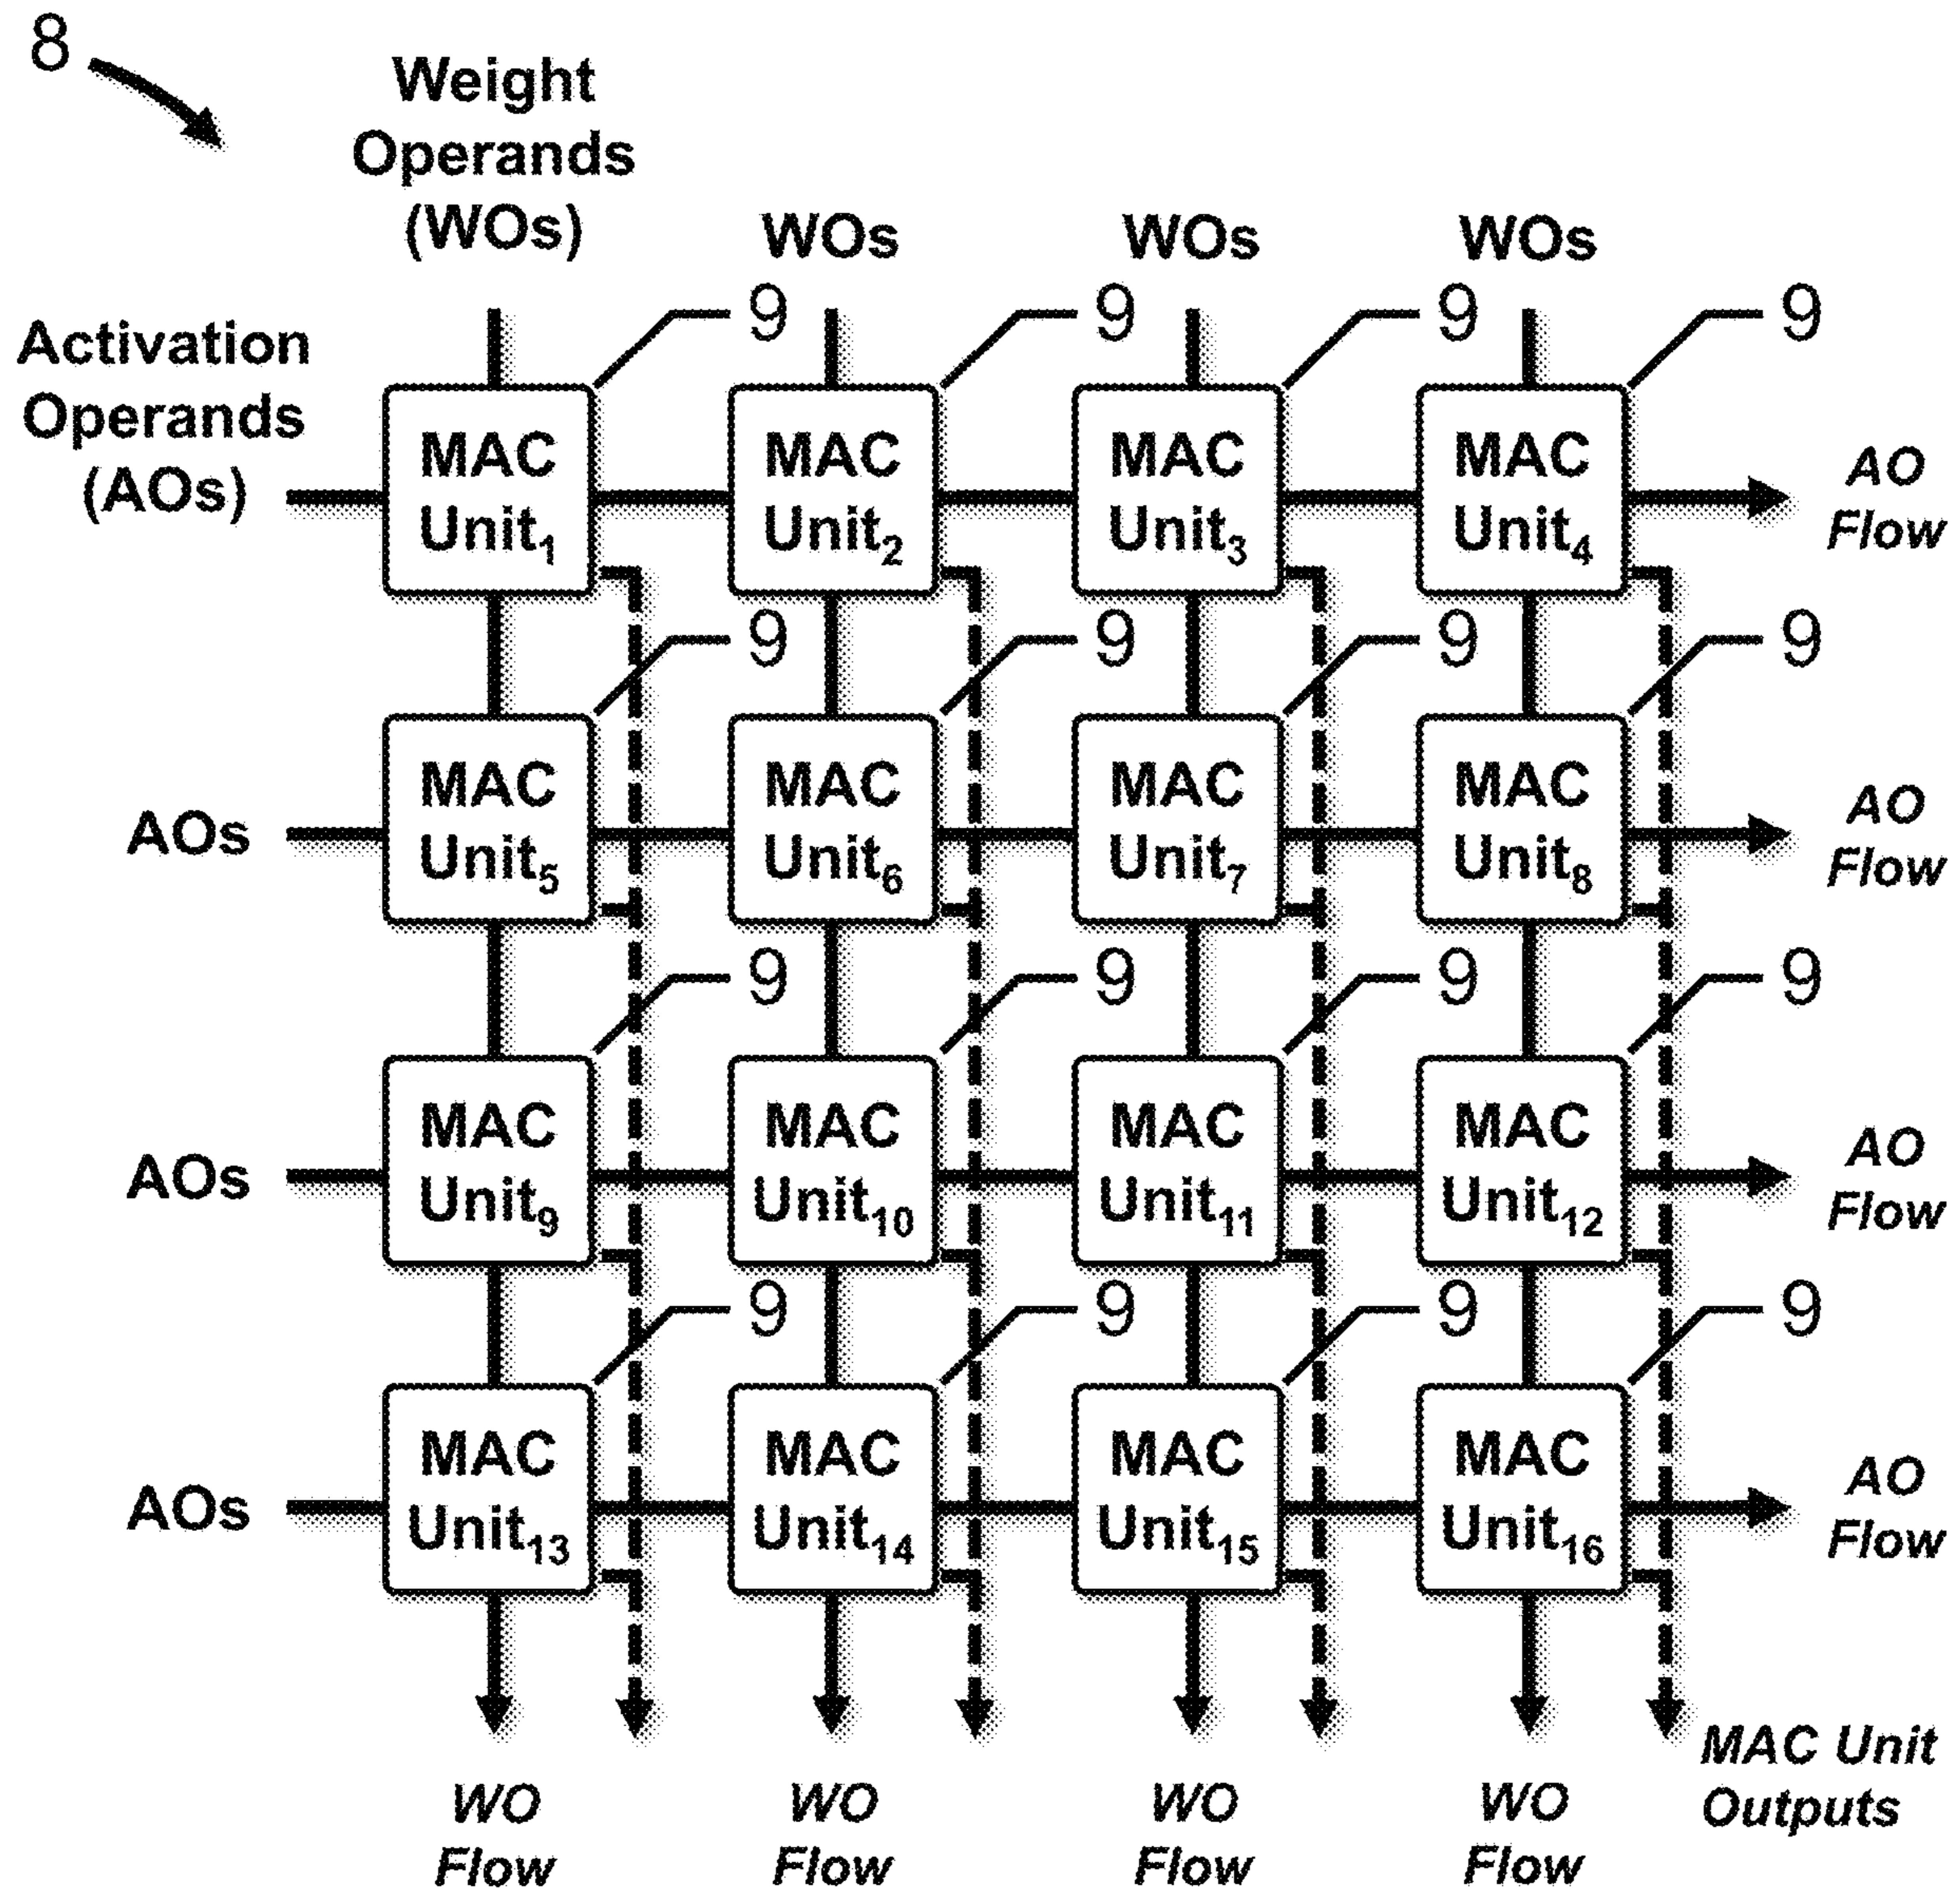 8
Weight
Operands
(WOs)
WOs
WOs
WOs
Activation
Operands
(AOs)
9
9
9
9
MAC
Unit1
MAC
Unit2
MAC
Unit3
MAC
Unit4
AO
Flow
9
9
9
9
AOs
MAC
Unit5
MAC
Unit6
MAC
Unit7
MAC
Unit8
AO
Flow
9
9
9
9
AOs
MAC
Unit9
MAC
Unit10
MAC
Unit11
MAC
Unit12
AO
Flow
9
9
9
9
AOs
MAC
Unit13
MAC
Unit14
MAC
Unit15
MAC
Unit16
AO
Flow
WO
Flow
WO
Flow
WO
Flow
WO
Flow
MAC Unit
Outputs